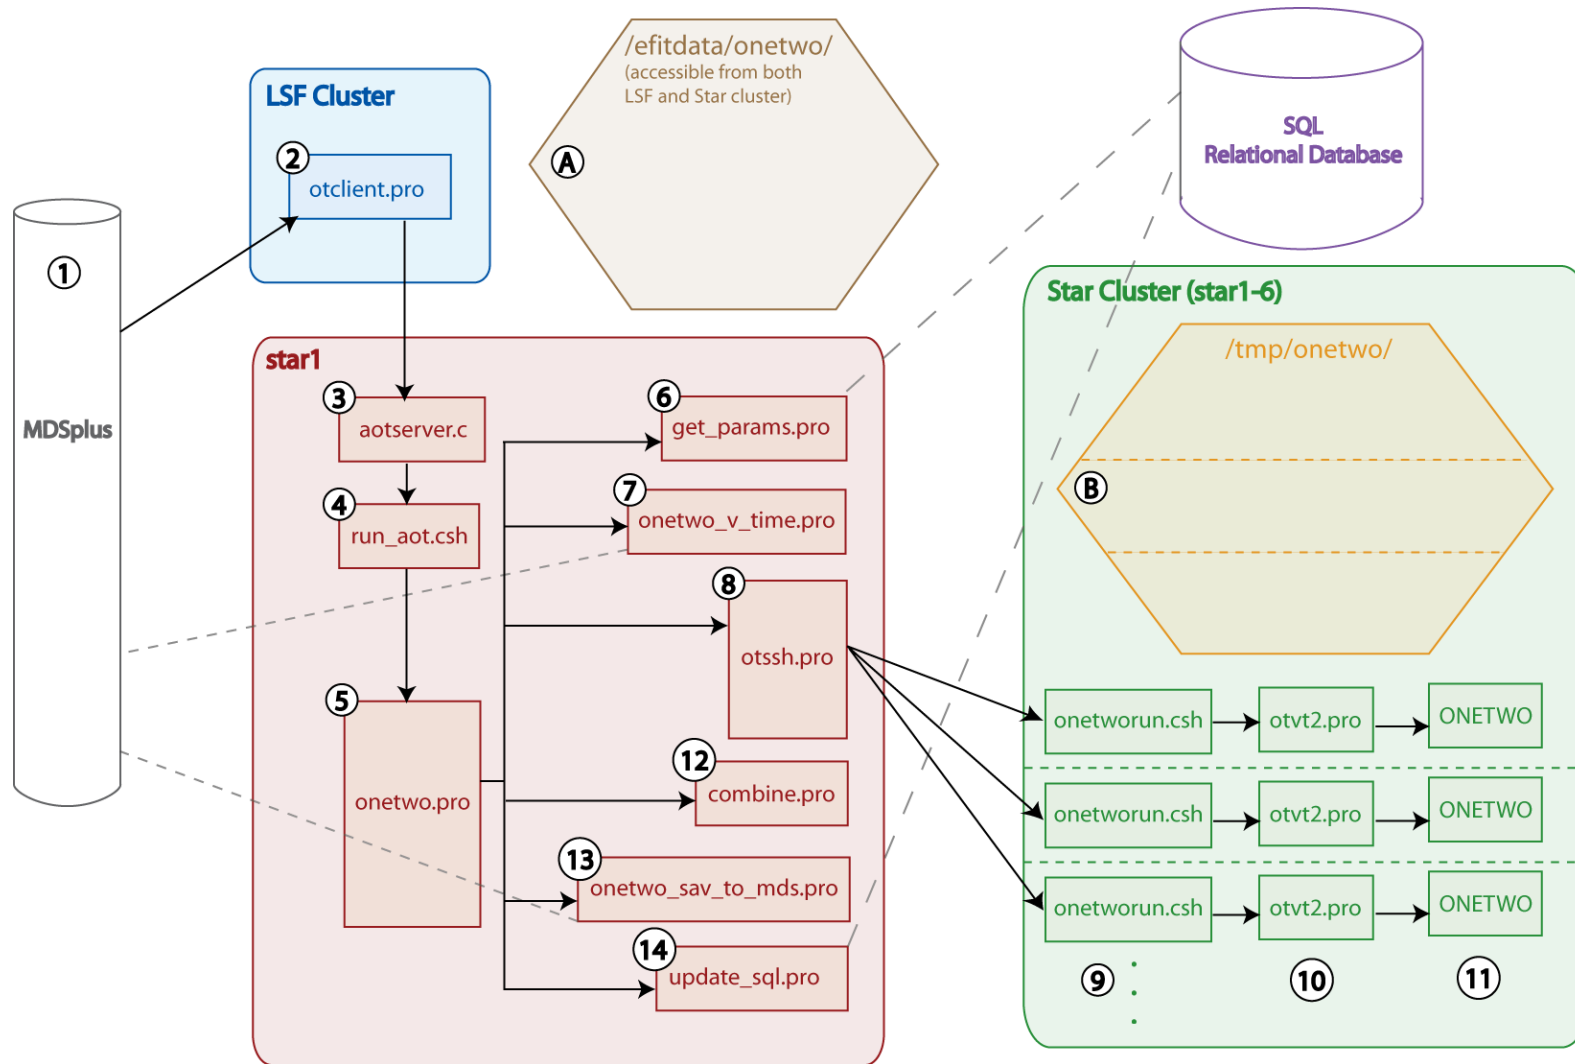 /efitdata/onetwo/
(accessible from both
LSF and Star cluster)
A
LSF Cluster
2
otclient.pro
SQL
Relational Database
1
MDSplus
star1
3
aotserver.c
4
run_aot.csh
5
onetwo.pro
6
get_params.pro
7
onetwo_v_time.pro
8
otssh.pro
12
combine.pro
13
onetwo_sav_to_mds.pro
14
update_sql.pro
Star Cluster (star1-6)
/tmp/onetwo/
B
onetworun.csh otvt2.pro ONETWO
onetworun.csh otvt2.pro ONETWO
onetworun.csh otvt2.pro ONETWO
9 10 11